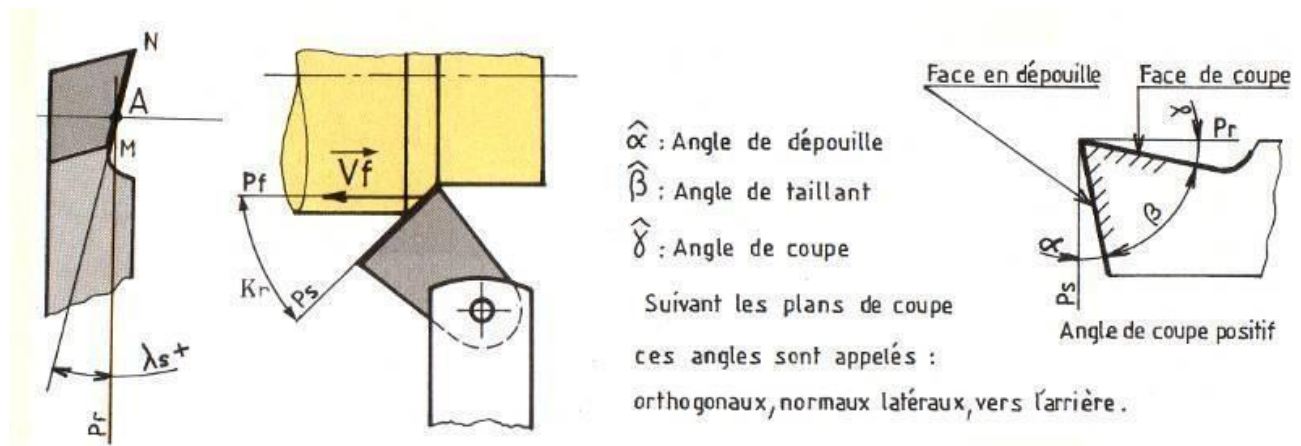 N
A
M
λs+
Pr
Vf
Pf
Kr
Ps
α̂ : Angle de dépouille
β̂ : Angle de taillant
γ̂ : Angle de coupe
Suivant les plans de coupe
ces angles sont appelés :
orthogonaux, normaux latéraux, vers l'arrière.
Face en dépouille
Face de coupe
γ
Pr
β
α
Ps
Angle de coupe positif